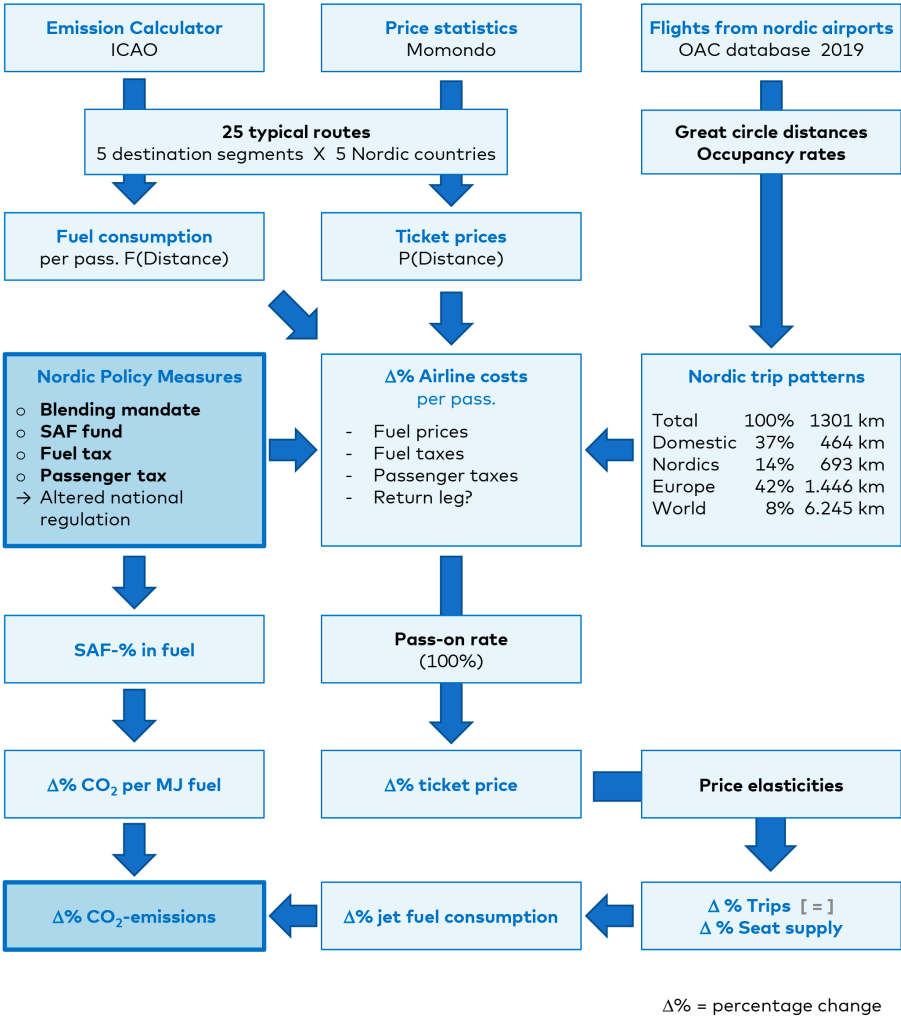 Emission Calculator
ICAO
Price statistics
Momondo
Flights from nordic airports
OAC database 2019
25 typical routes
5 destination segments X 5 Nordic countries
Great circle distances
Occupancy rates
Fuel consumption
per pass. F(Distance)
Ticket prices
P(Distance)
Nordic Policy Measures
○ Blending mandate
○ SAF fund
○ Fuel tax
○ Passenger tax
→ Altered national
regulation
Δ% Airline costs
per pass.
- Fuel prices
- Fuel taxes
- Passenger taxes
- Return leg?
Nordic trip patterns
Total 100% 1301 km
Domestic 37% 464 km
Nordics 14% 693 km
Europe 42% 1.446 km
World 8% 6.245 km
SAF-% in fuel
Pass-on rate
(100%)
Δ% CO₂ per MJ fuel
Δ% ticket price
Price elasticities
Δ% CO₂-emissions
Δ% jet fuel consumption
Δ % Trips [ = ]
Δ % Seat supply
Δ% = percentage change